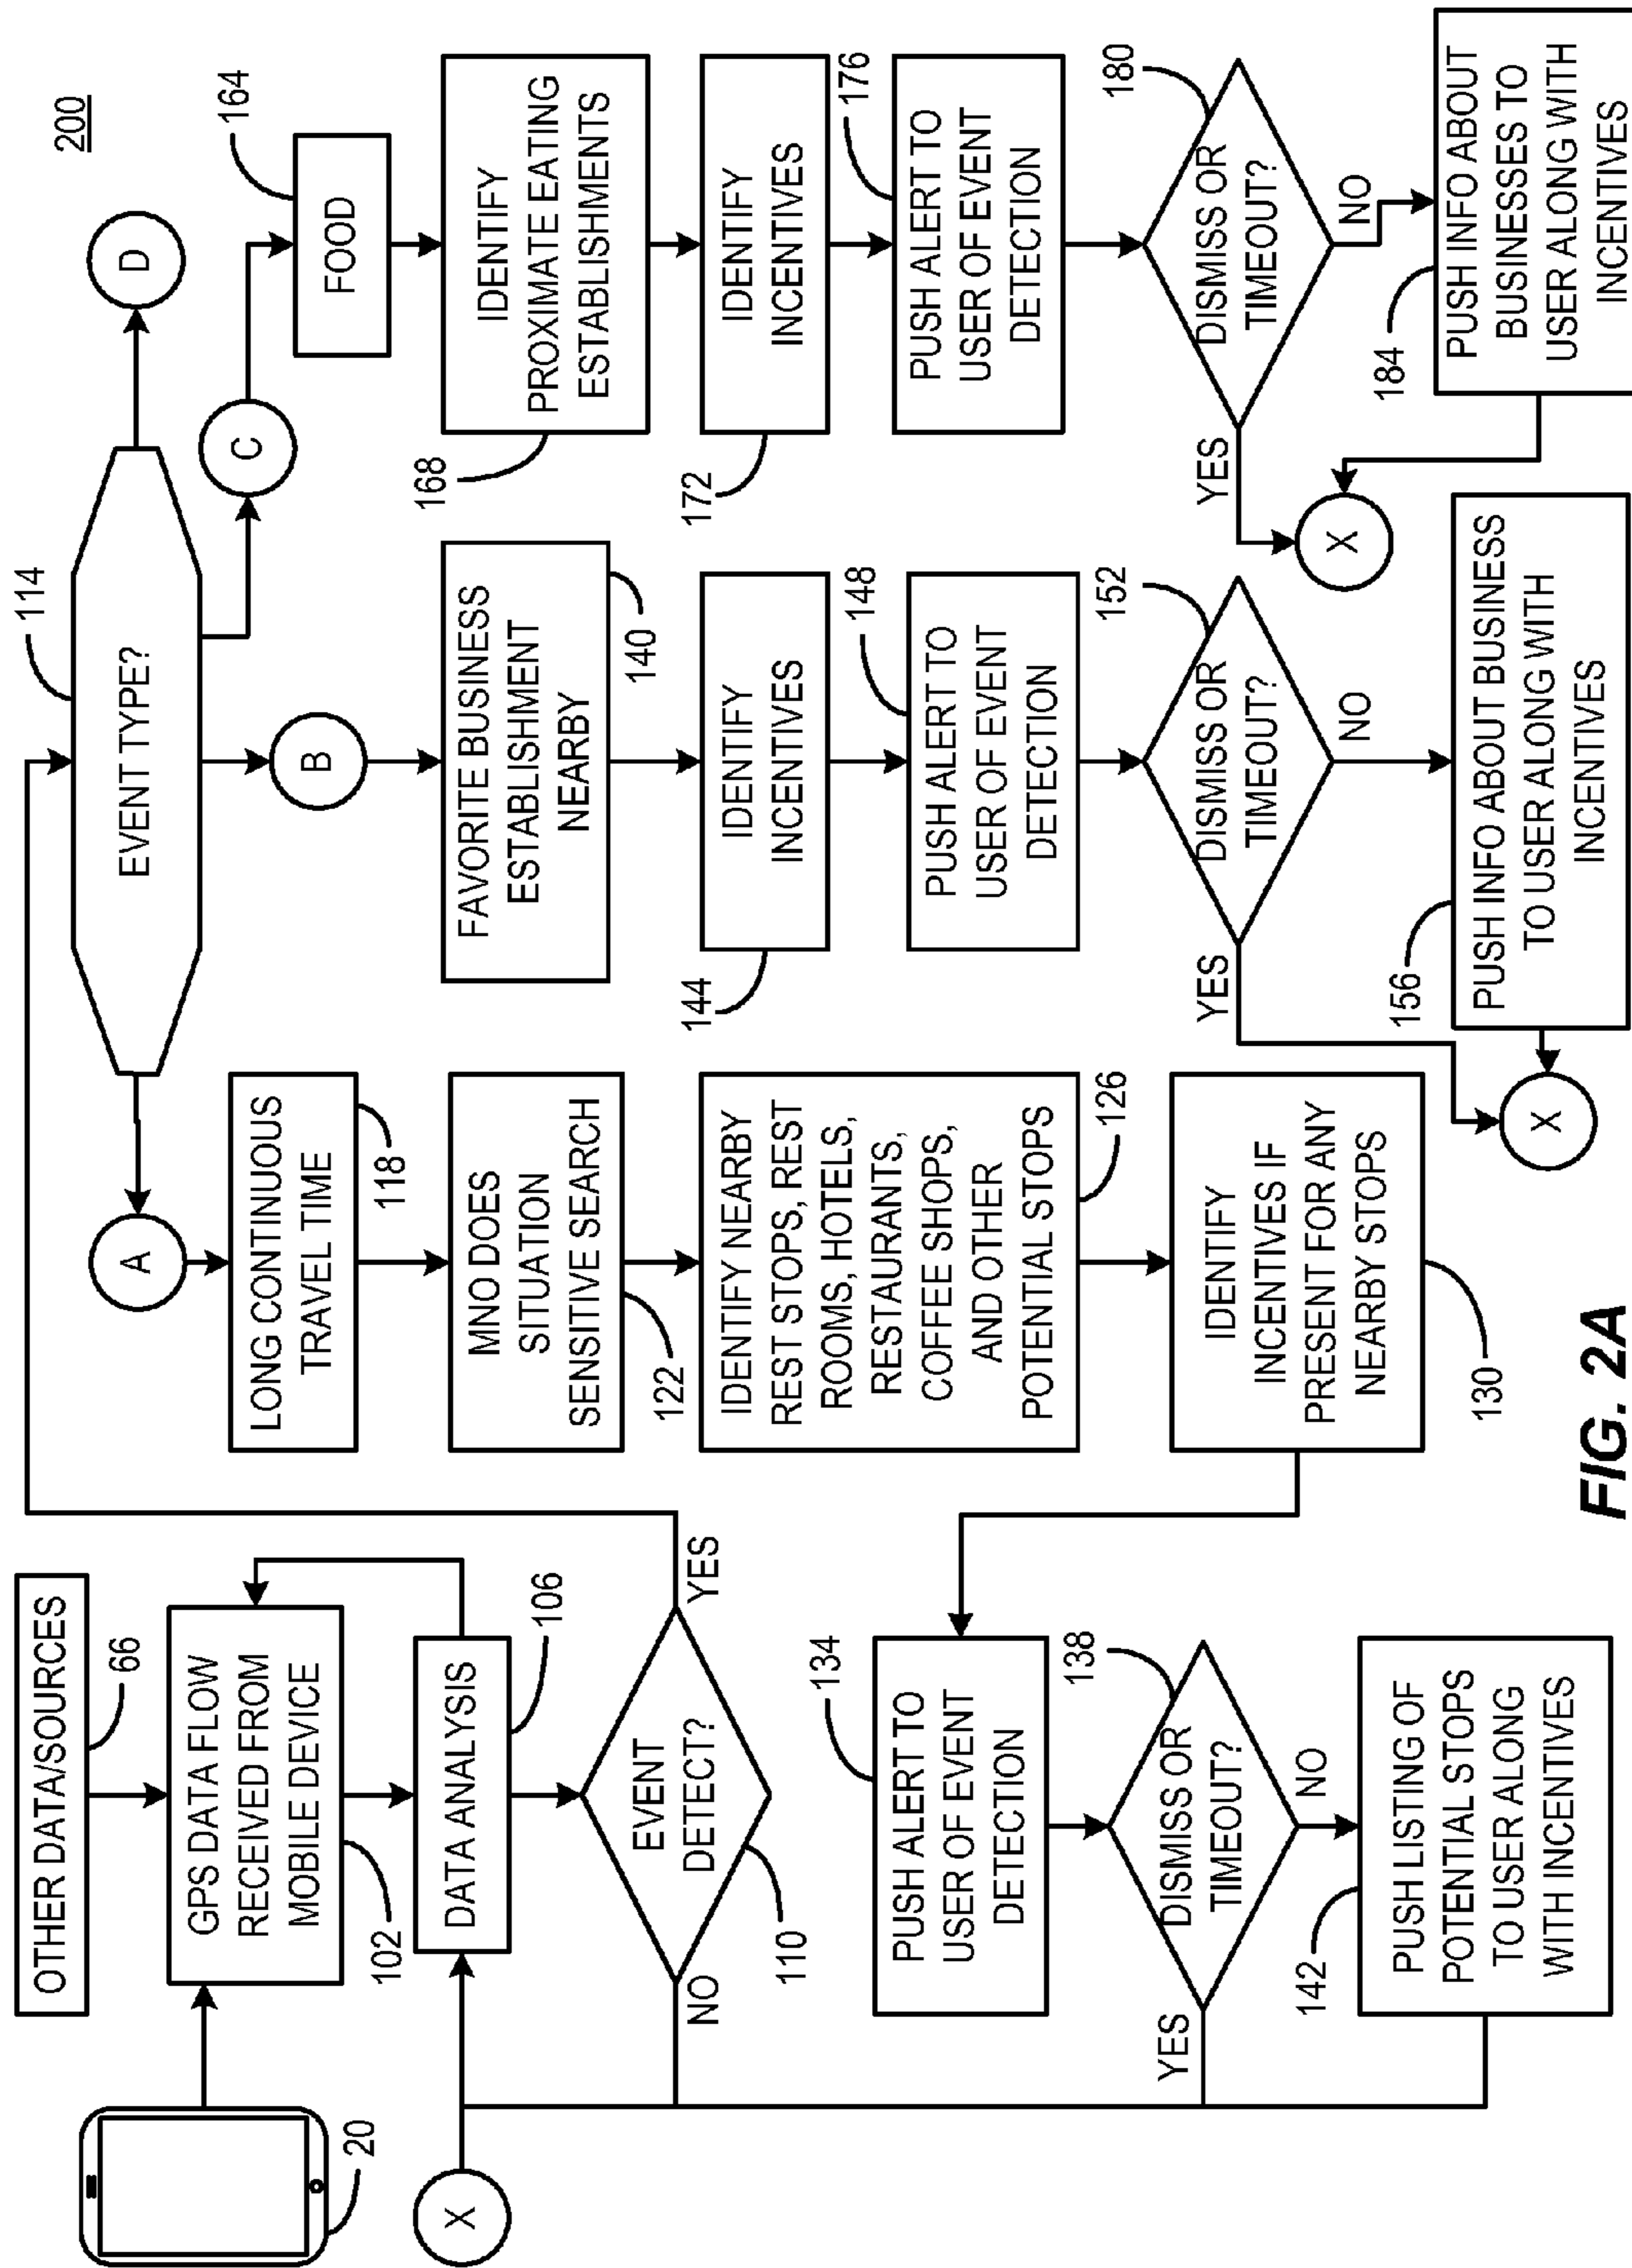 200
OTHER DATA/SOURCES
66
20
GPS DATA FLOW
RECEIVED FROM
MOBILE DEVICE
102
DATA ANALYSIS
106
X
EVENT
DETECT?
110
NO
YES
EVENT TYPE?
114
A
LONG CONTINUOUS
TRAVEL TIME
118
MNO DOES
SITUATION
SENSITIVE SEARCH
122
IDENTIFY NEARBY
REST STOPS, REST
ROOMS, HOTELS,
RESTAURANTS,
COFFEE SHOPS,
AND OTHER
POTENTIAL STOPS
126
IDENTIFY
INCENTIVES IF
PRESENT FOR ANY
NEARBY STOPS
130
PUSH ALERT TO
USER OF EVENT
DETECTION
134
DISMISS OR
TIMEOUT?
138
YES
NO
PUSH LISTING OF
POTENTIAL STOPS
TO USER ALONG
WITH INCENTIVES
142
B
FAVORITE BUSINESS
ESTABLISHMENT
NEARBY
140
IDENTIFY
INCENTIVES
144
PUSH ALERT TO
USER OF EVENT
DETECTION
148
DISMISS OR
TIMEOUT?
152
YES
NO
PUSH INFO ABOUT BUSINESS
TO USER ALONG WITH
INCENTIVES
156
X
C
D
FOOD
164
IDENTIFY
PROXIMATE EATING
ESTABLISHMENTS
168
IDENTIFY
INCENTIVES
172
PUSH ALERT TO
USER OF EVENT
DETECTION
176
DISMISS OR
TIMEOUT?
180
YES
NO
PUSH INFO ABOUT
BUSINESSES TO
USER ALONG WITH
INCENTIVES
184
X
FIG. 2A